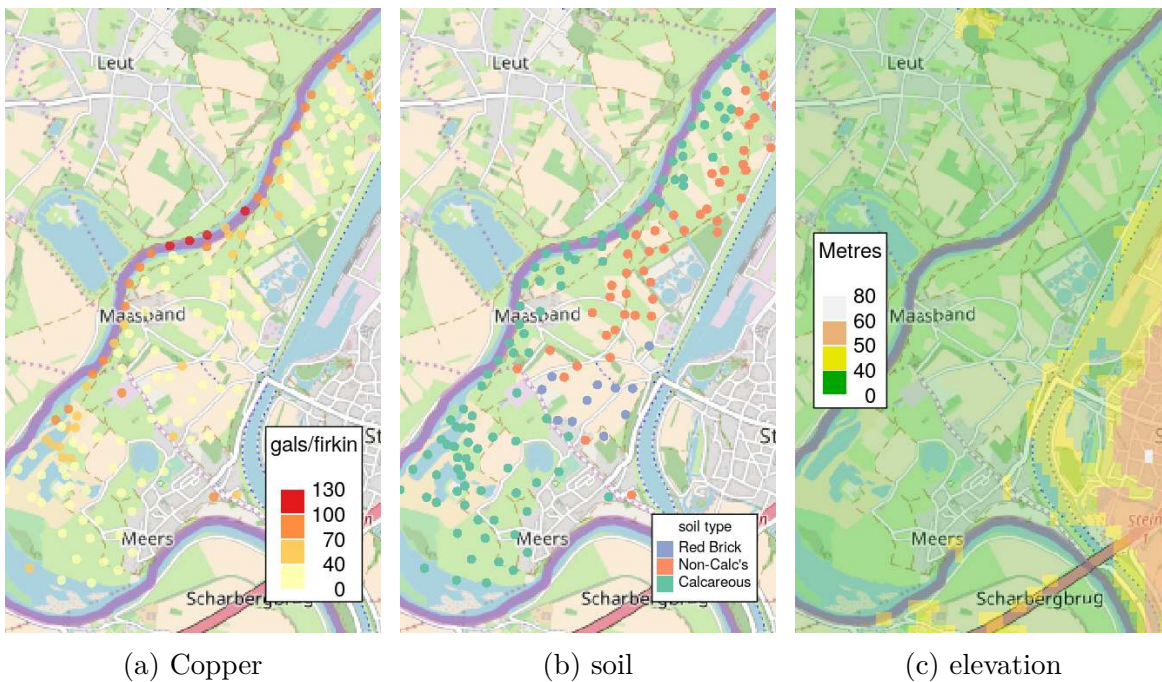 Leut
Maasband
Meers
Scharbergbrug
gals/firkin
130
100
70
40
0
(a) Copper
Leut
Maasband
St
Meers
Scharbergbrug
soil type
Red Brick
Non-Calc's
Calcareous
(b) soil
Leut
Maasband
Meers
Stein
Scharbergbrug
Metres
80
60
50
40
0
(c) elevation